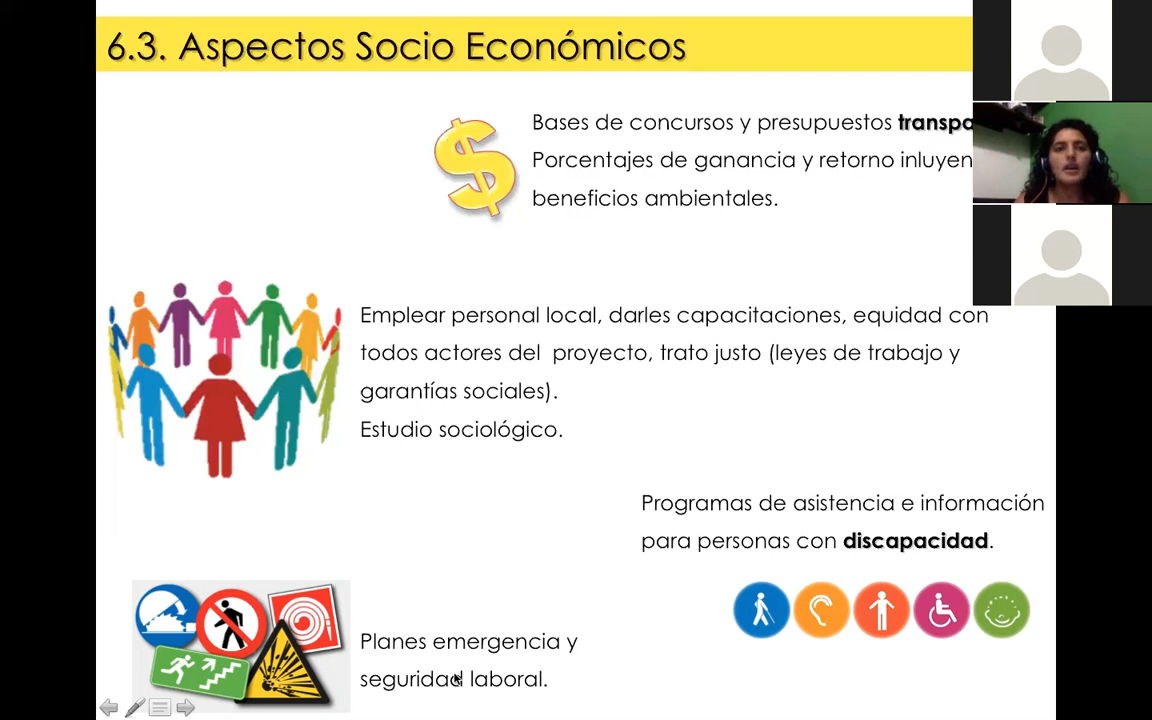 6.3. Aspectos Socio Económicos
Bases de concursos y presupuestos
Porcentajes de ganancia y retorno inluyen
beneficios ambientales.
Emplear personal local, darles capacitaciones, equidad con
todos actores del proyecto, trato justo (leyes de trabajo y
garantías sociales).
Estudio sociológico.
Programas de asistencia e información
para personas con discapacidad.
Planes emergencia y
seguridad laboral.